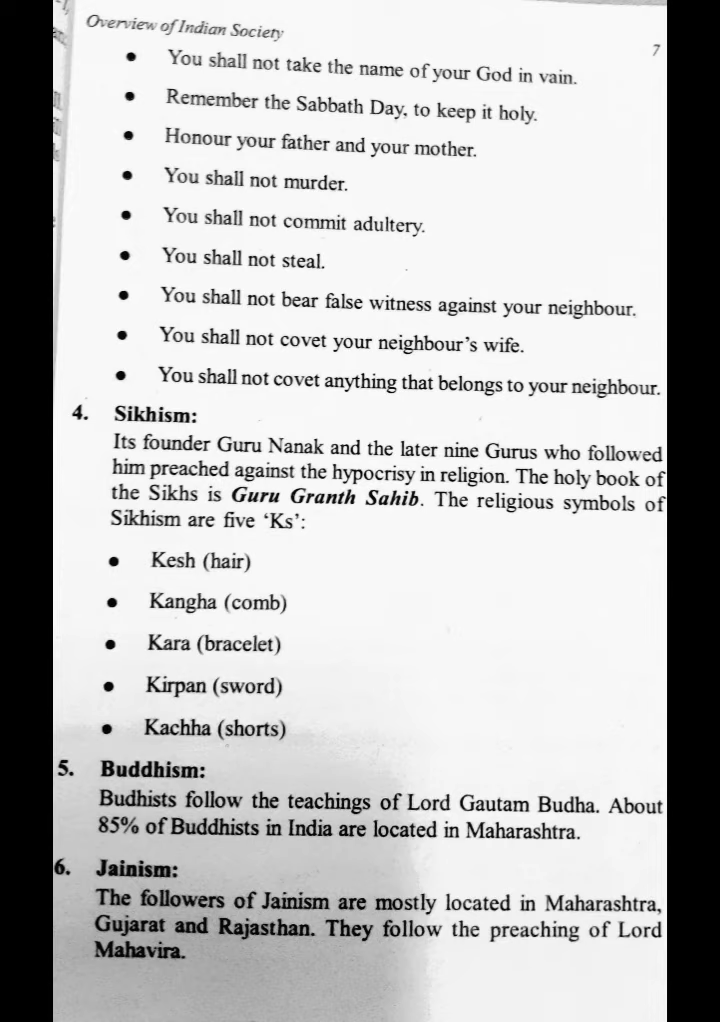 Overview of Indian Society
7
• You shall not take the name of your God in vain.
• Remember the Sabbath Day, to keep it holy.
• Honour your father and your mother.
• You shall not murder.
• You shall not commit adultery.
• You shall not steal.
• You shall not bear false witness against your neighbour.
• You shall not covet your neighbour's wife.
• You shall not covet anything that belongs to your neighbour.
4. Sikhism:
Its founder Guru Nanak and the later nine Gurus who followed
him preached against the hypocrisy in religion. The holy book of
the Sikhs is Guru Granth Sahib. The religious symbols of
Sikhism are five ‘Ks’:
• Kesh (hair)
• Kangha (comb)
• Kara (bracelet)
• Kirpan (sword)
• Kachha (shorts)
5. Buddhism:
Budhists follow the teachings of Lord Gautam Budha. About
85% of Buddhists in India are located in Maharashtra.
6. Jainism:
The followers of Jainism are mostly located in Maharashtra,
Gujarat and Rajasthan. They follow the preaching of Lord
Mahavira.